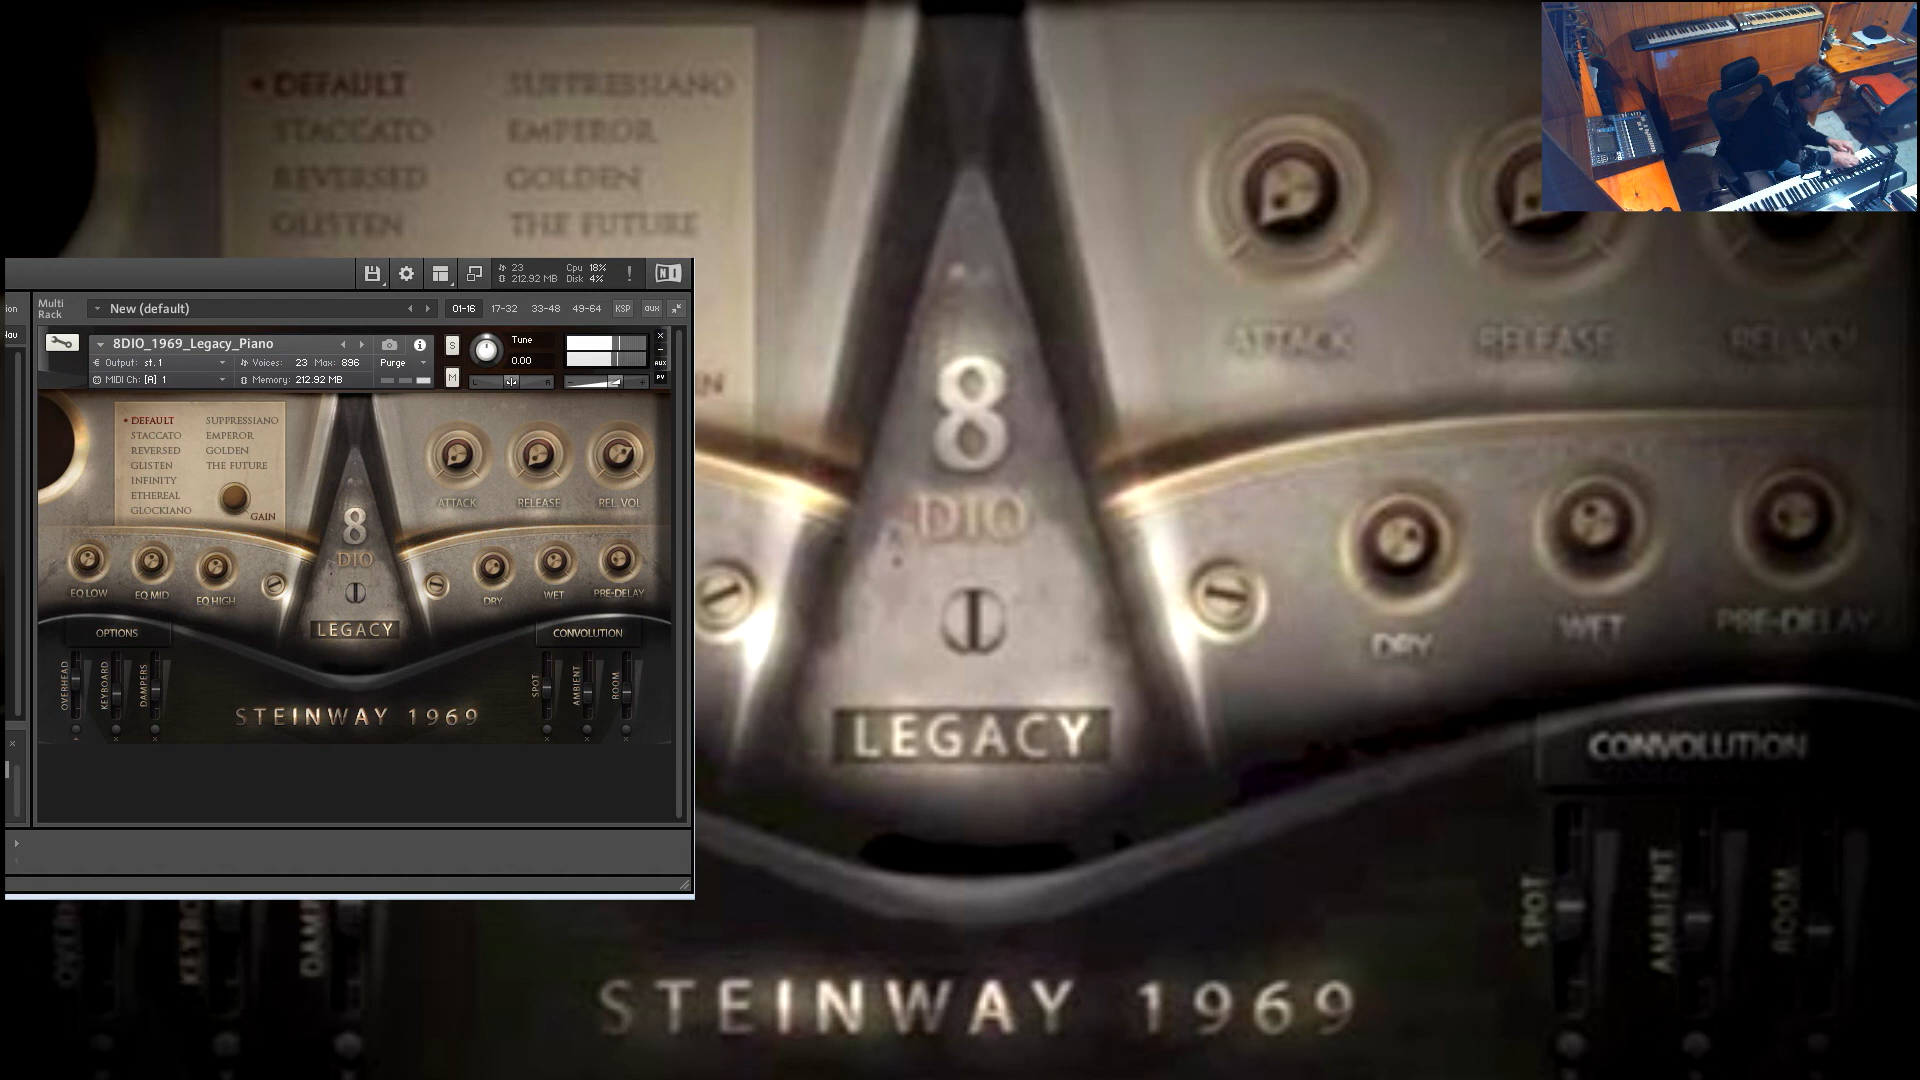 DEFAULT SUPPRESSIANO
STACCATO EMPEROR
REVERSED GOLDEN
GLISTEN THE FUTURE
ATTACK RELEASE REL VOL
8
DIO
LEGACY
DRY WET PRE-DELAY
CONVOLUTION
SPOT AMBIENT ROOM
STEINWAY 1969
23 Cpu 18%
212.92 MB Disk 4%
!
NI
Multi
Rack
New (default)
01-16 17-32 33-48 49-64 KSP aux
8DIO_1969_Legacy_Piano
Output: st. 1 Voices: 23 Max: 896 Purge
MIDI Ch: [A] 1 Memory: 212.92 MB
S
M
Tune
0.00
L R
AUX
PV
DEFAULT SUPPRESSIANO
STACCATO EMPEROR
REVERSED GOLDEN
GLISTEN THE FUTURE
INFINITY
ETHEREAL
GLOCKIANO
GAIN
ATTACK RELEASE REL VOL
8
DIO
EQ LOW EQ MID EQ HIGH
DRY WET PRE-DELAY
LEGACY
OPTIONS CONVOLUTION
OVERHEAD KEYBOARD DAMPERS
SPOT AMBIENT ROOM
STEINWAY 1969